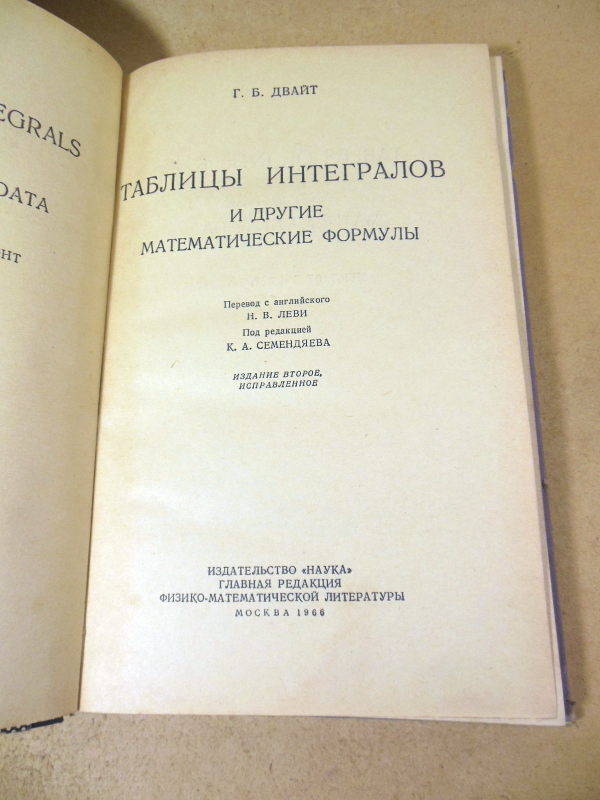 EGRALS
DATA
Г. Б. ДВАЙТ
ТАБЛИЦЫ ИНТЕГРАЛОВ
И ДРУГИЕ
МАТЕМАТИЧЕСКИЕ ФОРМУЛЫ
Перевод с английского
Н. В. ЛЕВИ
Под редакцией
К. А. СЕМЕНДЯЕВА
ИЗДАНИЕ ВТОРОЕ,
ИСПРАВЛЕННОЕ
ИЗДАТЕЛЬСТВО «НАУКА»
ГЛАВНАЯ РЕДАКЦИЯ
ФИЗИКО-МАТЕМАТИЧЕСКОЙ ЛИТЕРАТУРЫ
МОСКВА 1966